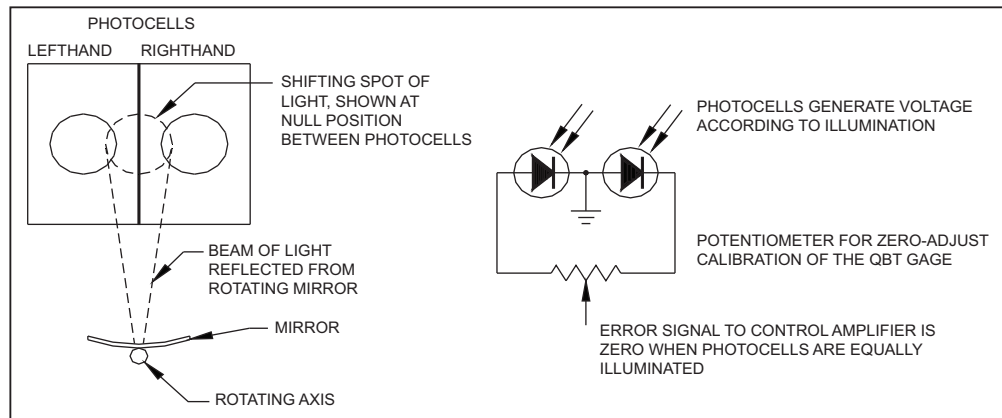 PHOTOCELLS
LEFTHAND RIGHTHAND
SHIFTING SPOT OF
LIGHT, SHOWN AT
NULL POSITION
BETWEEN PHOTOCELLS
BEAM OF LIGHT
REFLECTED FROM
ROTATING MIRROR
MIRROR
ROTATING AXIS
PHOTOCELLS GENERATE VOLTAGE
ACCORDING TO ILLUMINATION
POTENTIOMETER FOR ZERO-ADJUST
CALIBRATION OF THE QBT GAGE
ERROR SIGNAL TO CONTROL AMPLIFIER IS
ZERO WHEN PHOTOCELLS ARE EQUALLY
ILLUMINATED